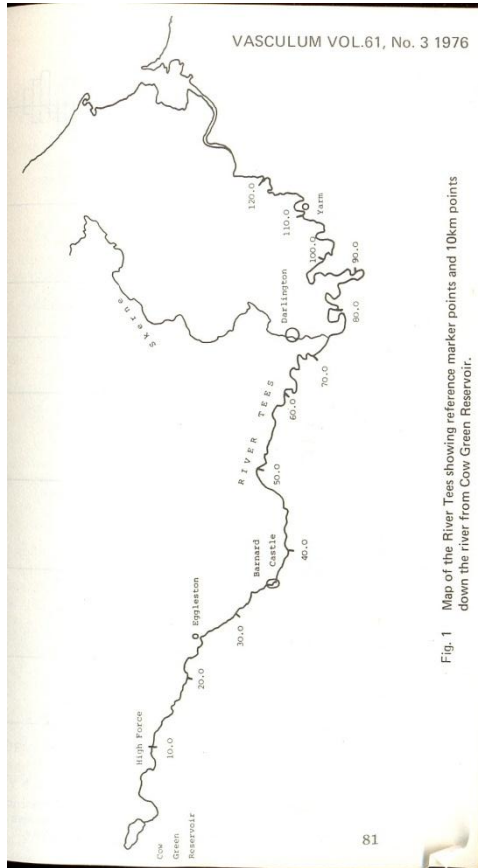 VASCULUM VOL.61, No. 3 1976
Cow
Green
Reservoir
High Force
10.0
20.0
Eggleston
30.0
Barnard
Castle
40.0
50.0
RIVER TEES
60.0
70.0
Skerne
Darlington
80.0
90.0
100.0
110.0
Yarm
120.0
Fig. 1 Map of the River Tees showing reference marker points and 10km points
down the river from Cow Green Reservoir.
81